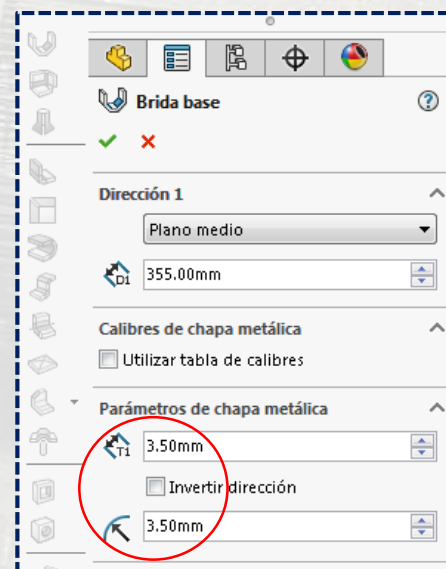 Brida base
Dirección 1
Plano medio
D1
355.00mm
Calibres de chapa metálica
Utilizar tabla de calibres
Parámetros de chapa metálica
T1
3.50mm
Invertir dirección
3.50mm